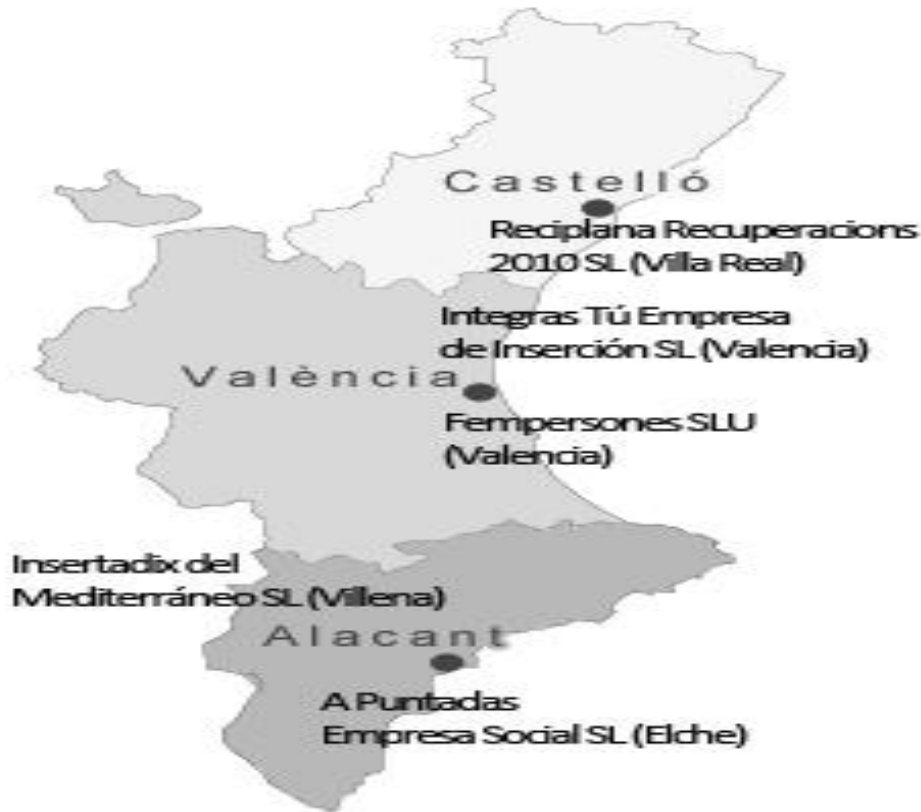 Castelló
Reciplana Recuperacions
2010 SL (Villa Real)
Integras Tú Empresa
de Inserción SL (Valencia)
València
Fempersones SLU
(Valencia)
Insertadix del
Mediterráneo SL (Villena)
Alacant
A Puntadas
Empresa Social SL (Elche)